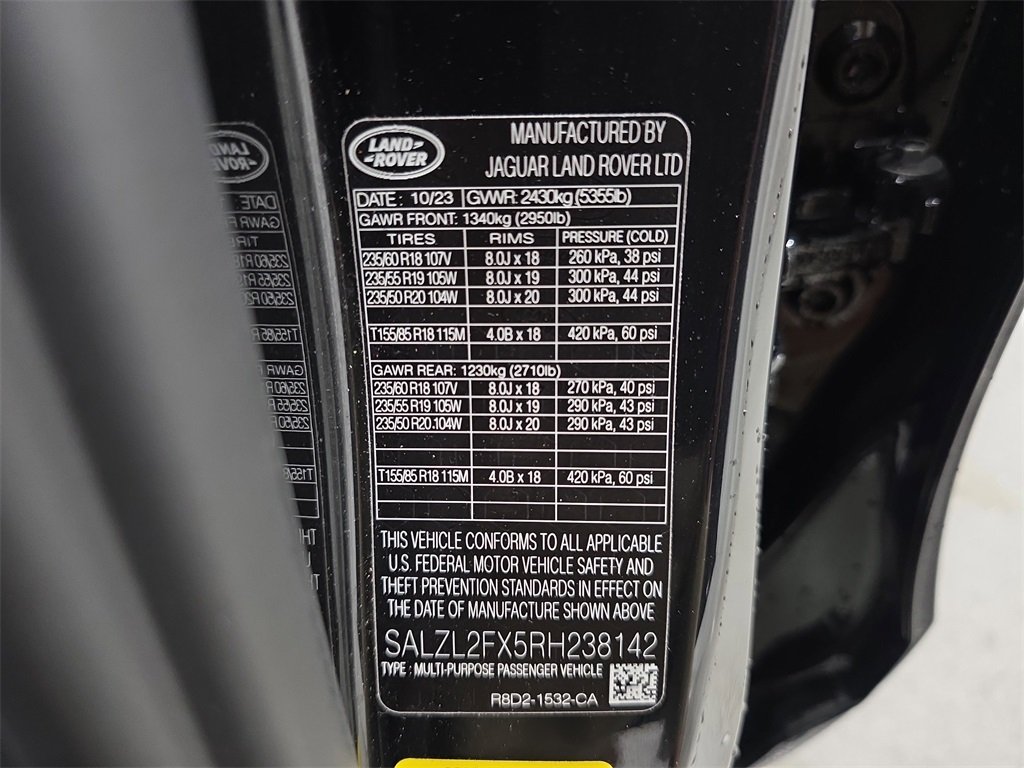 LAND-
-ROVER
MANUFACTURED BY
JAGUAR LAND ROVER LTD
DATE: 10/23 GWWR: 2430kg (5355lb)
GAWR FRONT: 1340kg (2950lb)
TIRES RIMS PRESSURE (COLD)
235/60 R18 107V 8.0J x 18 260 kPa, 38 psi
235/55 R19 105W 8.0J x 19 300 kPa, 44 psi
235/50 R20 104W 8.0J x 20 300 kPa, 44 psi
T155/85 R18 115M 4.0B x 18 420 kPa, 60 psi
GAWR REAR: 1230kg (2710lb)
235/60 R18 107V 8.0J x 18 270 kPa, 40 psi
235/55 R19 105W 8.0J x 19 290 kPa, 43 psi
235/50 R20 104W 8.0J x 20 290 kPa, 43 psi
T155/85 R18 115M 4.0B x 18 420 kPa, 60 psi
THIS VEHICLE CONFORMS TO ALL APPLICABLE
U.S. FEDERAL MOTOR VEHICLE SAFETY AND
THEFT PREVENTION STANDARDS IN EFFECT ON
THE DATE OF MANUFACTURE SHOWN ABOVE
SALZL2FX5RH238142
TYPE : MULTI-PURPOSE PASSENGER VEHICLE
R8D2-1532-CA